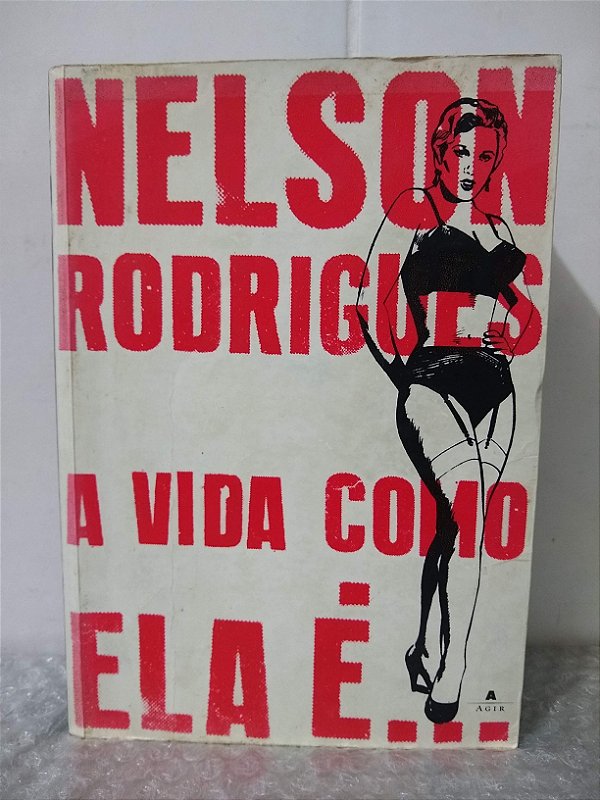 NELSON
RODRIGUES
A VIDA COMO
ELA É...
A
AGIR